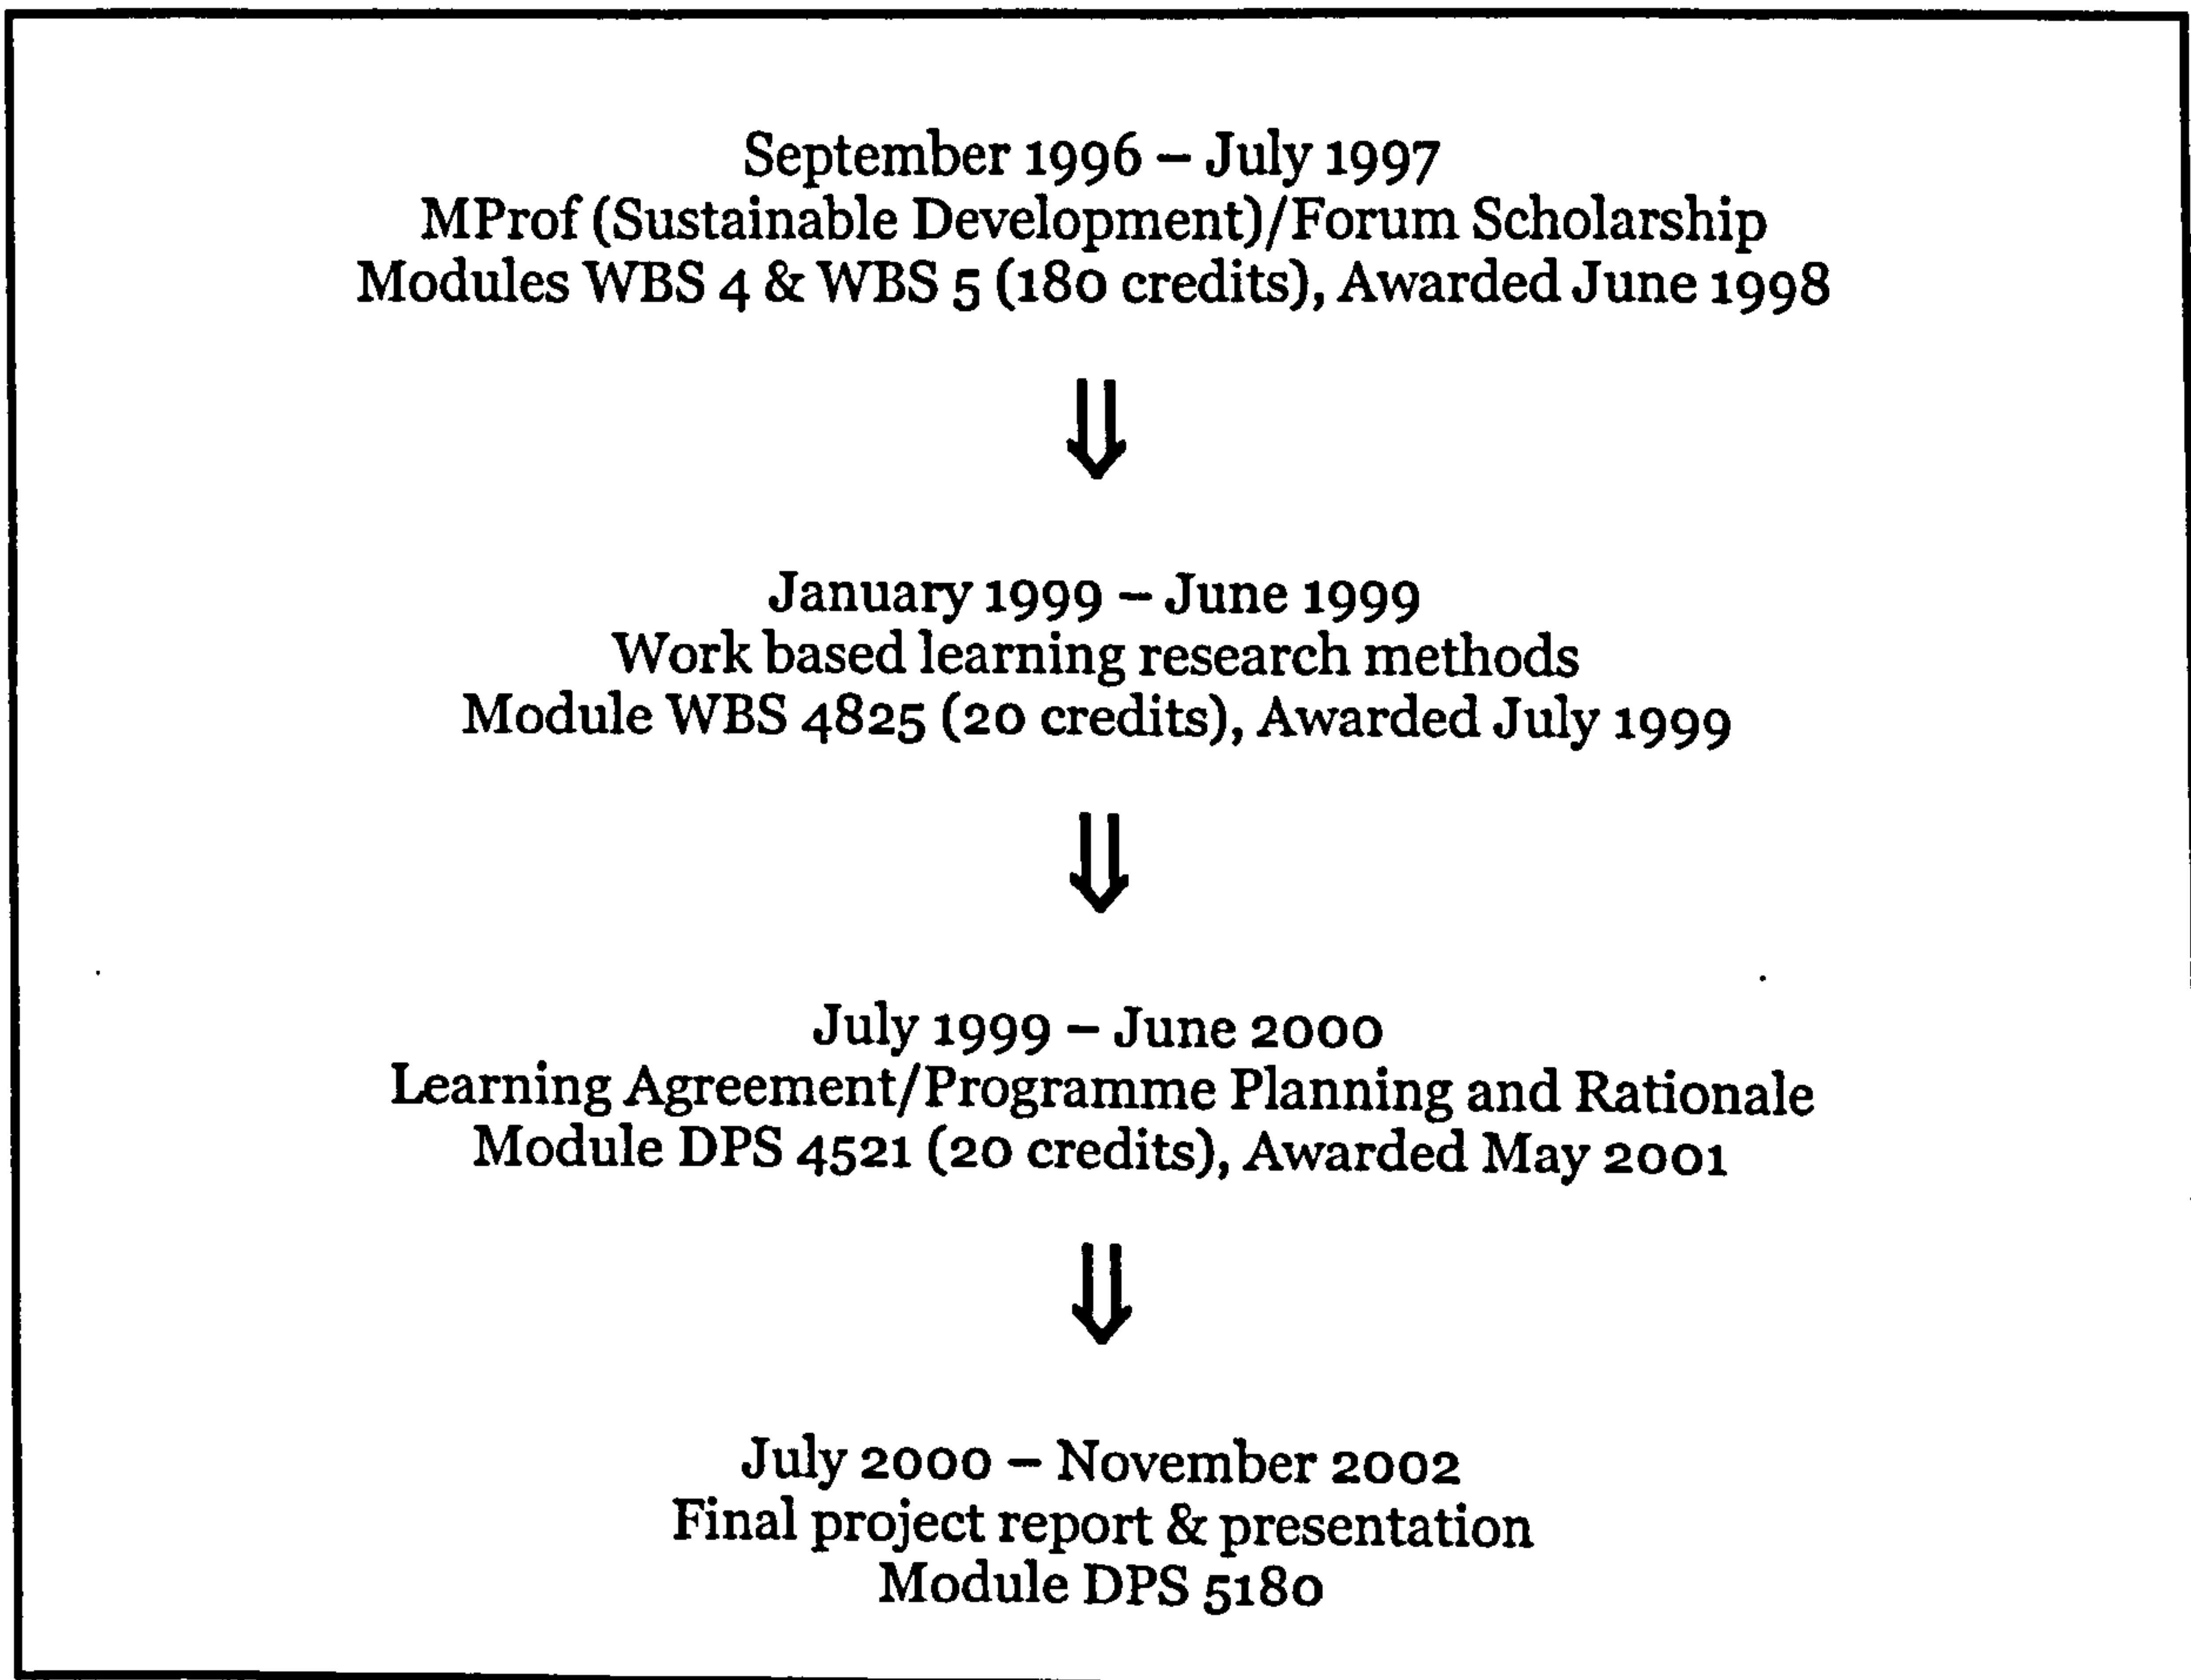 September 1996 – July 1997
MProf (Sustainable Development)/Forum Scholarship
Modules WBS 4 & WBS 5 (180 credits), Awarded June 1998
⇓
January 1999 – June 1999
Work based learning research methods
Module WBS 4825 (20 credits), Awarded July 1999
⇓
July 1999 – June 2000
Learning Agreement/Programme Planning and Rationale
Module DPS 4521 (20 credits), Awarded May 2001
⇓
July 2000 – November 2002
Final project report & presentation
Module DPS 5180